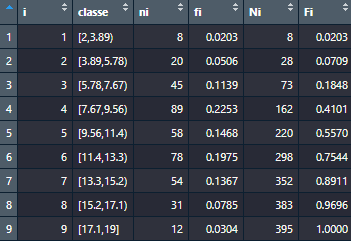 i classe ni fi Ni Fi
1 1 [2,3.89) 8 0.0203 8 0.0203
2 2 [3.89,5.78) 20 0.0506 28 0.0709
3 3 [5.78,7.67) 45 0.1139 73 0.1848
4 4 [7.67,9.56) 89 0.2253 162 0.4101
5 5 [9.56,11.4) 58 0.1468 220 0.5570
6 6 [11.4,13.3) 78 0.1975 298 0.7544
7 7 [13.3,15.2) 54 0.1367 352 0.8911
8 8 [15.2,17.1) 31 0.0785 383 0.9696
9 9 [17.1,19] 12 0.0304 395 1.0000